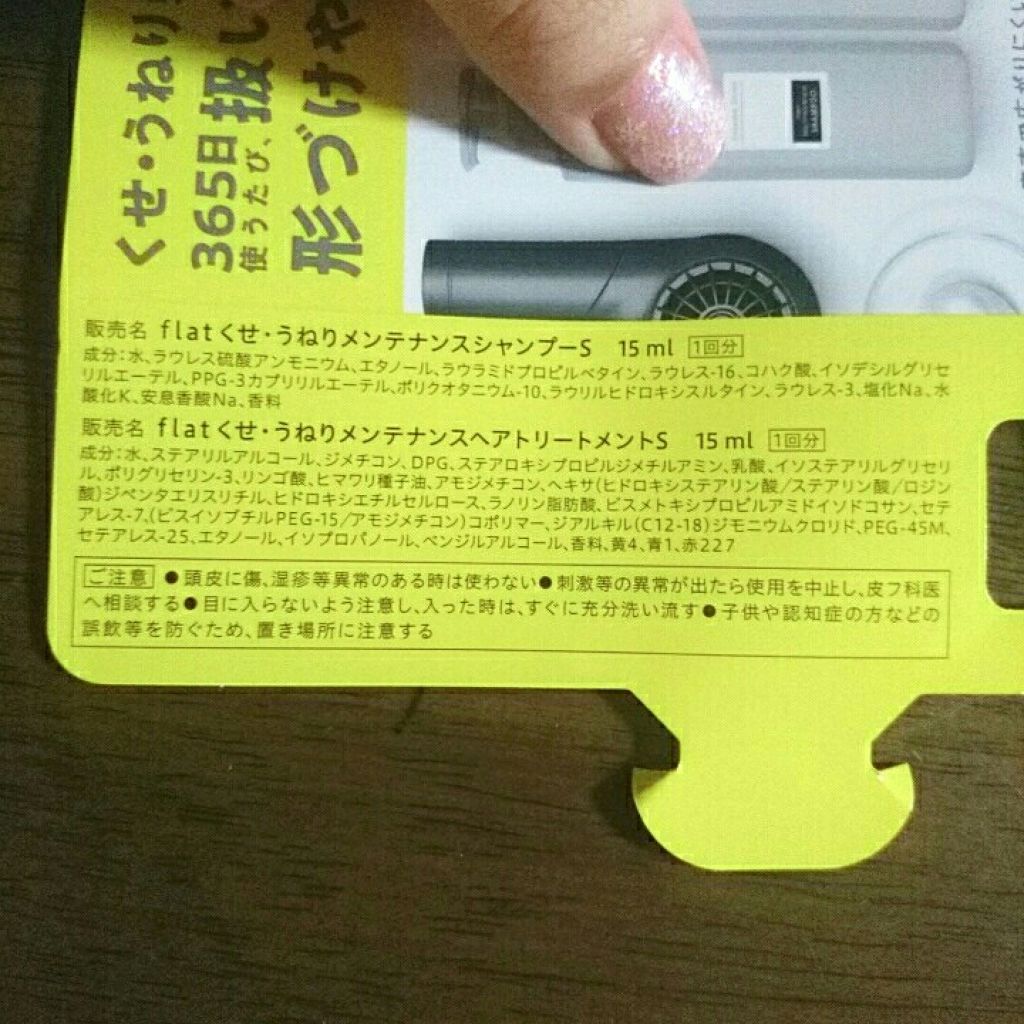 くせ・うねり
365日扱い
使うたび、
形づけや
販売名 flatくせ・うねりメンテナンスシャンプーS 15ml 1回分
成分:水、ラウレス硫酸アンモニウム、エタノール、ラウラミドプロピルベタイン、ラウレス-16、コハク酸、イソデシルグリセ
リルエーテル、PPG-3カプリリルエーテル、ポリクオタニウム-10、ラウリルヒドロキシスルタイン、ラウレス-3、塩化Na、水
酸化K、安息香酸Na、香料
販売名 flatくせ・うねりメンテナンスヘアトリートメントS 15ml 1回分
成分:水、ステアリルアルコール、ジメチコン、DPG、ステアロキシプロピルジメチルアミン、乳酸、イソステアリルグリセリ
ル、ポリグリセリン-3、リンゴ酸、ヒマワリ種子油、アモジメチコン、ヘキサ(ヒドロキシステアリン酸/ステアリン酸/ロジン
酸)ジペンタエリスリチル、ヒドロキシエチルセルロース、ラノリン脂肪酸、ビスメトキシプロピルアミドイソドコサン、セテ
アレス-7、(ビスイソブチルPEG-15/アモジメチコン)コポリマー、ジアルキル(C12-18)ジモニウムクロリド、PEG-45M、
セテアレス-25、エタノール、イソプロパノール、ベンジルアルコール、香料、黄4、青1、赤227
ご注意 ●頭皮に傷、湿疹等異常のある時は使わない●刺激等の異常が出たら使用を中止し、皮フ科医
へ相談する●目に入らないよう注意し、入った時は、すぐに充分洗い流す●子供や認知症の方などの
誤飲等を防ぐため、置き場所に注意する